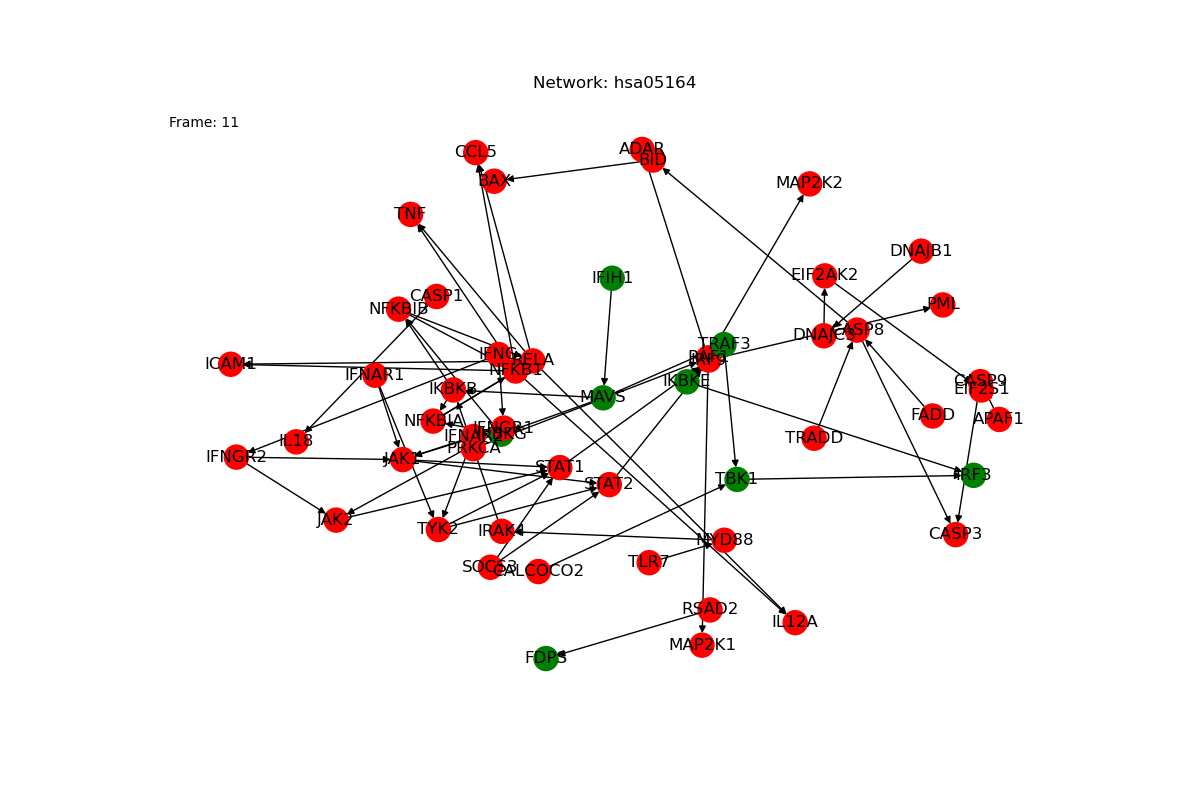 Network: hsa05164
Frame: 11
ADAR
CCL5
BID
BAX
MAP2K2
TNF
DNAJB1
EIF2AK2
IFIH1
CASP1
PML
NFKBIB
CASP8
DNAJC3
TRAF3
IFNG
RELA
RAF1
IRF9
ICAM1
NFKB1
IFNAR1
IKBKE
CASP9
EIF2S1
IKBKB
MAVS
FADD
APAF1
NFKBIA
IFNGR1
IFNAR2
TRADD
IL18
PRKCA
IFNGR2
JAK1
STAT1
IRF3
TBK1
STAT2
JAK2
TYK2
IRAK4
CASP3
MYD88
TLR7
SOCS3
CALCOCO2
RSAD2
IL12A
MAP2K1
FDPS